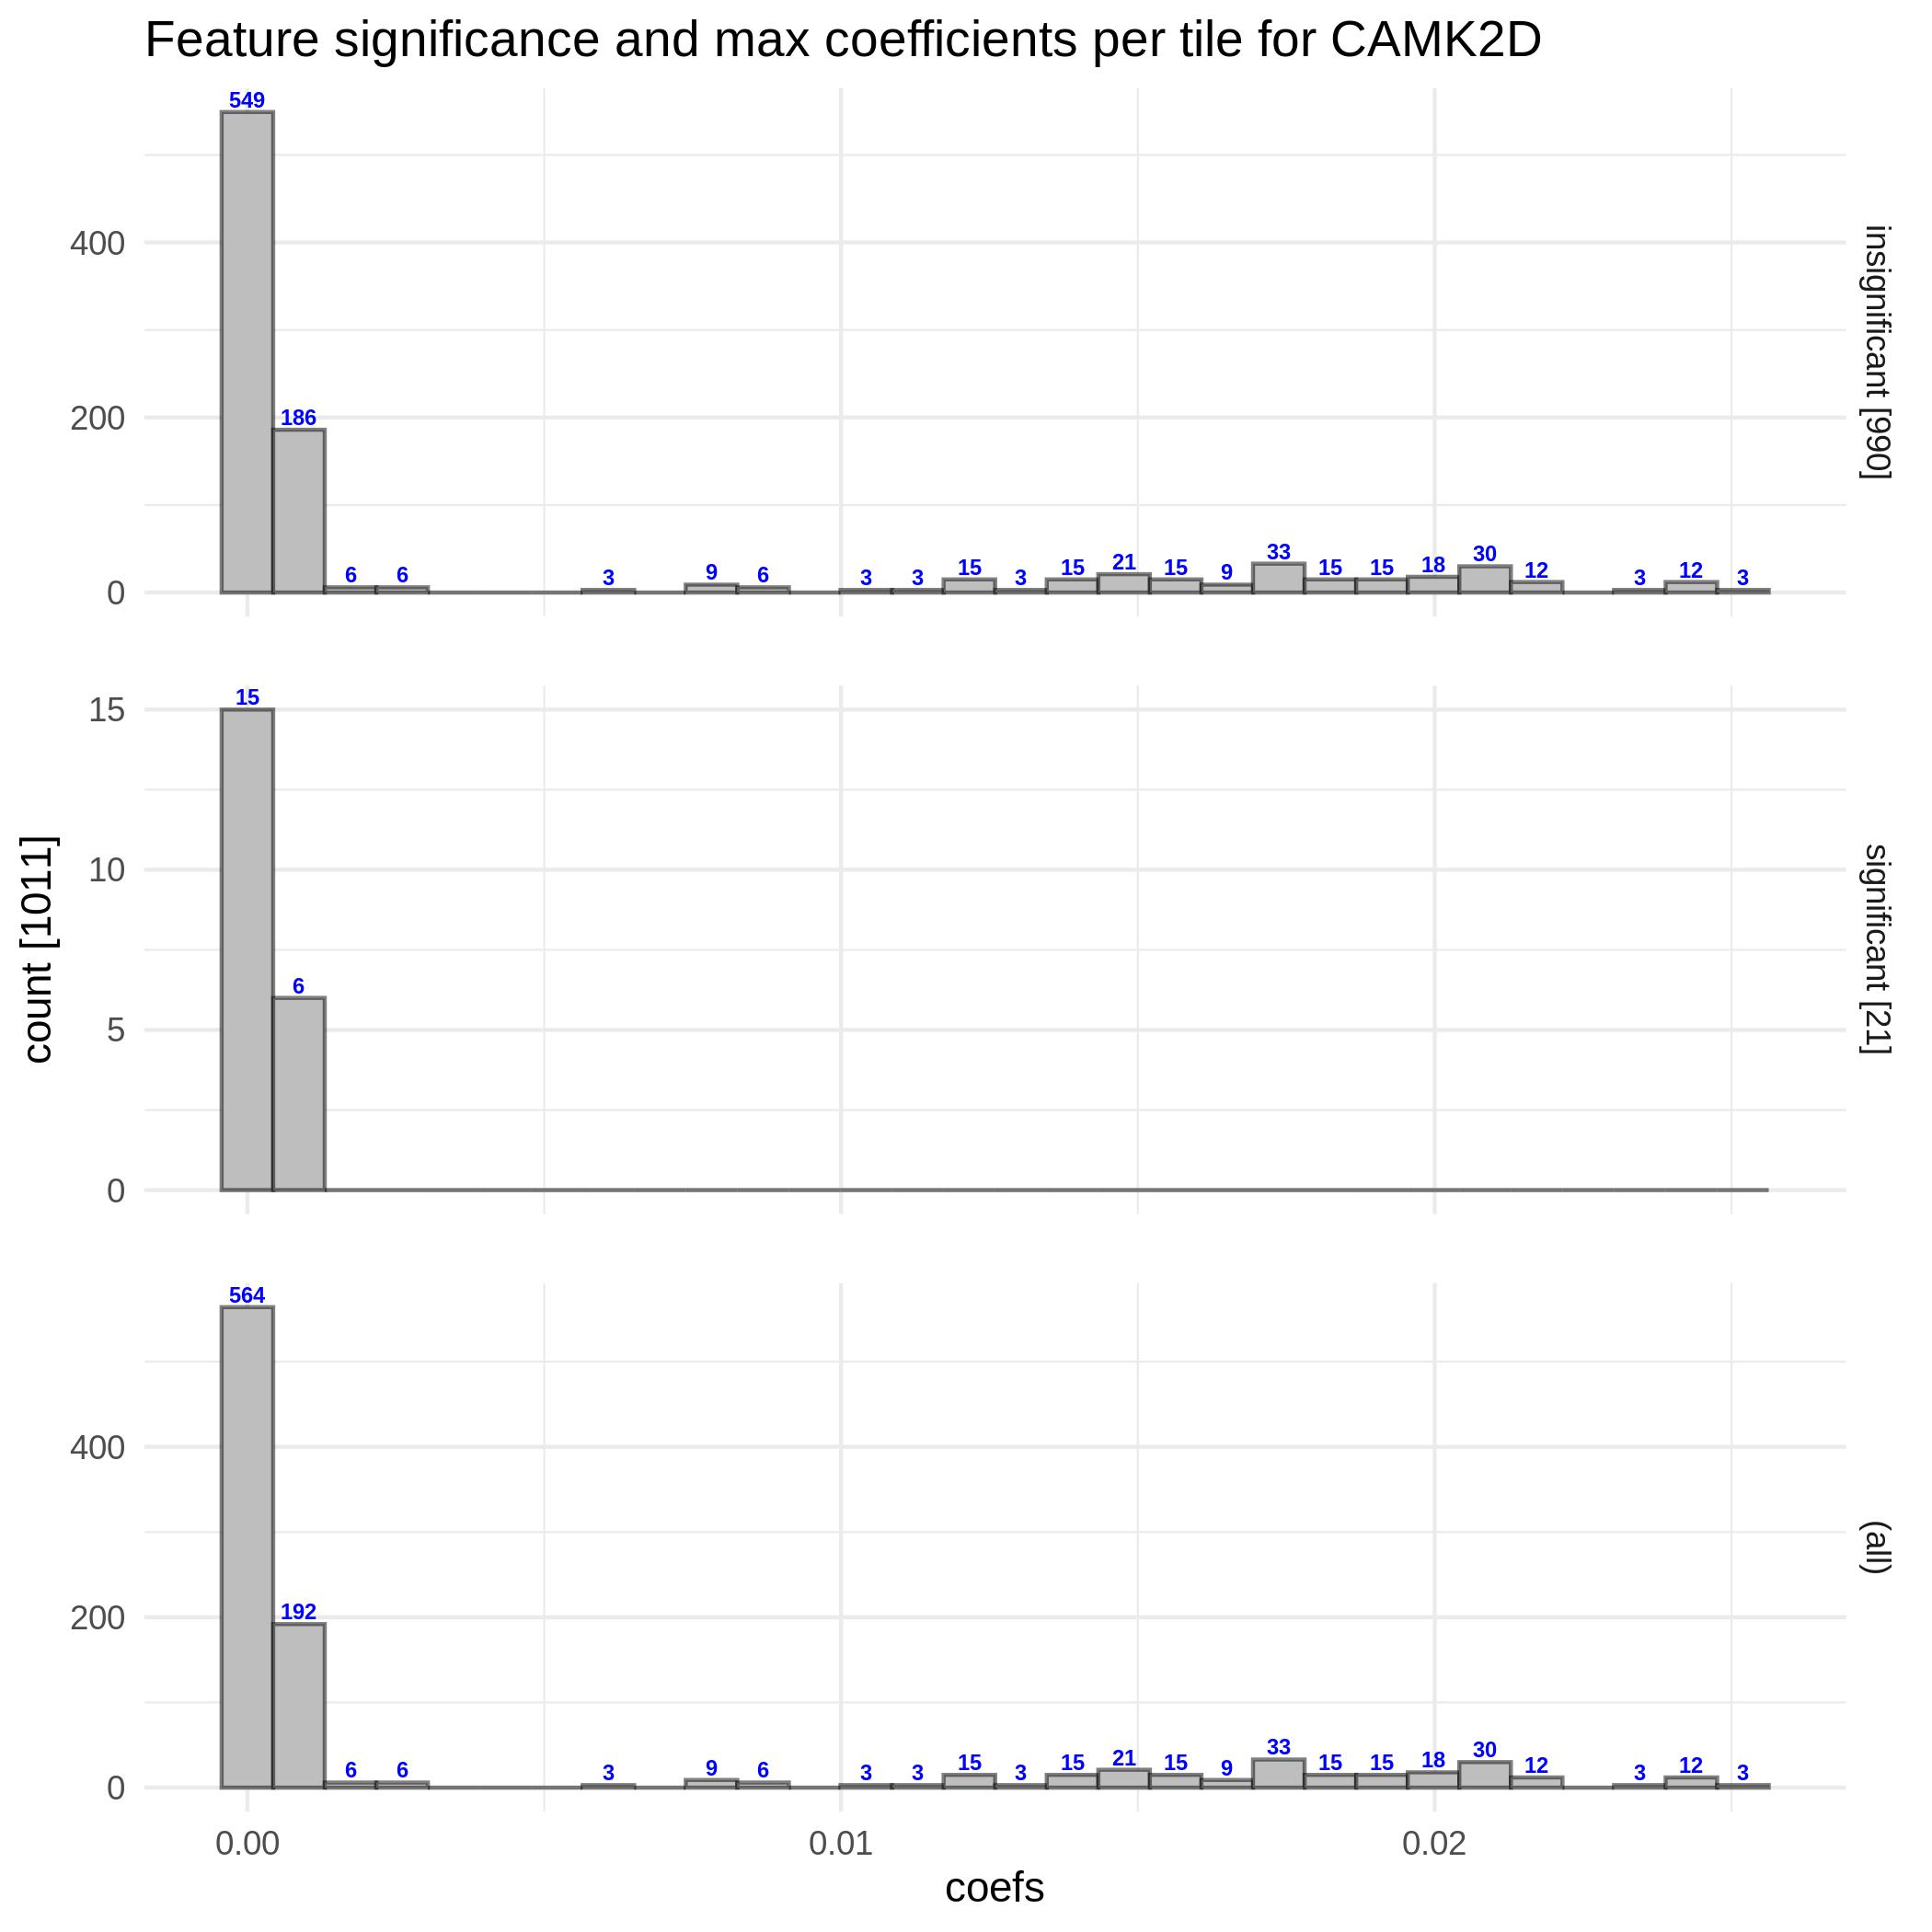 Feature significance and max coefficients per tile for CAMK2D
549
186
6 6 3 9 6 3 3 15 3 15 21 15 9 33 15 15 18 30 12 3 12 3
400
200
0
insignificant [990]
15
6
15
10
5
0
significant [21]
count [1011]
564
192
6 6 3 9 6 3 3 15 3 15 21 15 9 33 15 15 18 30 12 3 12 3
400
200
0
(all)
0.00 0.01 0.02
coefs